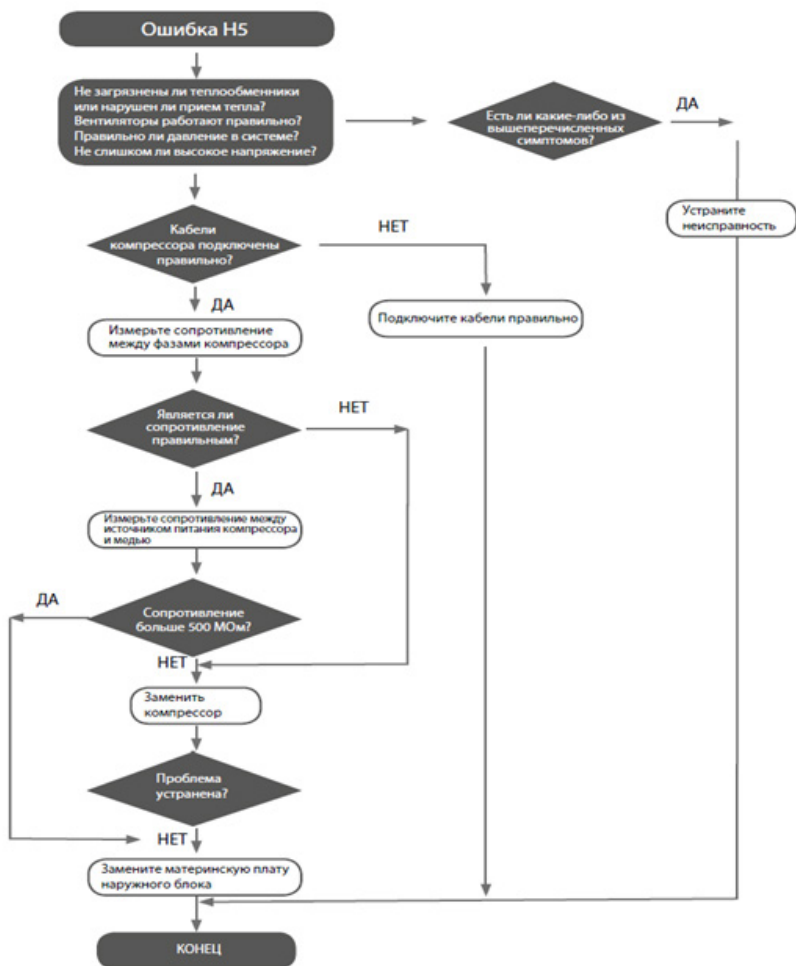 Ошибка H5
Не загрязнены ли теплообменники
или нарушен ли прием тепла?
Вентиляторы работают правильно?
Правильно ли давление в системе?
Не слишком ли высокое напряжение?
Есть ли какие-либо из
вышеперечисленных
симптомов?
ДА
Устраните
неисправность
Кабели
компрессора подключены
правильно?
НЕТ
Подключите кабели правильно
ДА
Измерьте сопротивление
между фазами компрессора
Является ли
сопротивление
правильным?
НЕТ
ДА
Измерьте сопротивление между
источником питания компрессора
и медью
Сопротивление
больше 500 МОм?
ДА
НЕТ
Заменить
компрессор
Проблема
устранена?
НЕТ
Замените материнскую плату
наружного блока
КОНЕЦ